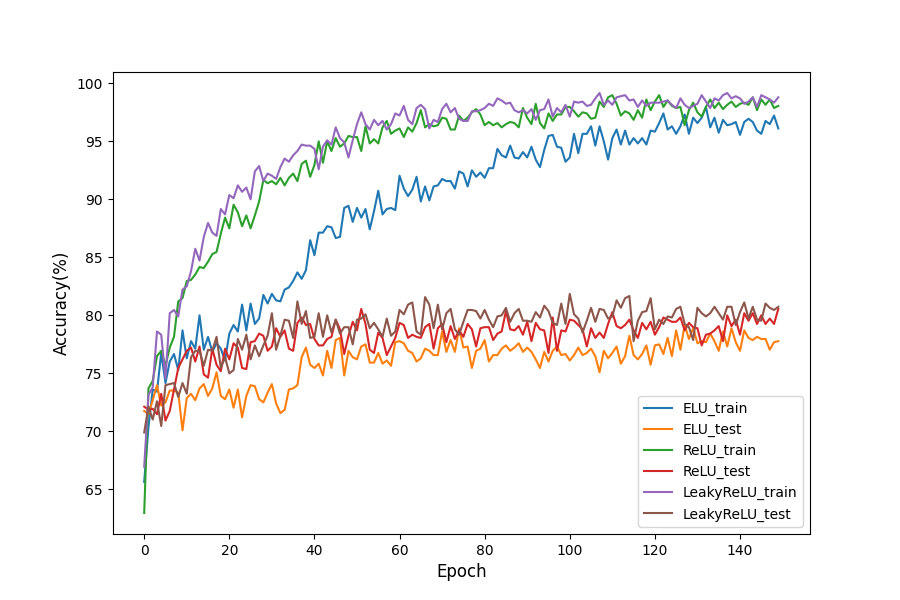 100
95
90
85
80
75
70
65
Accuracy(%)
0 20 40 60 80 100 120 140
Epoch
ELU_train
ELU_test
ReLU_train
ReLU_test
LeakyReLU_train
LeakyReLU_test